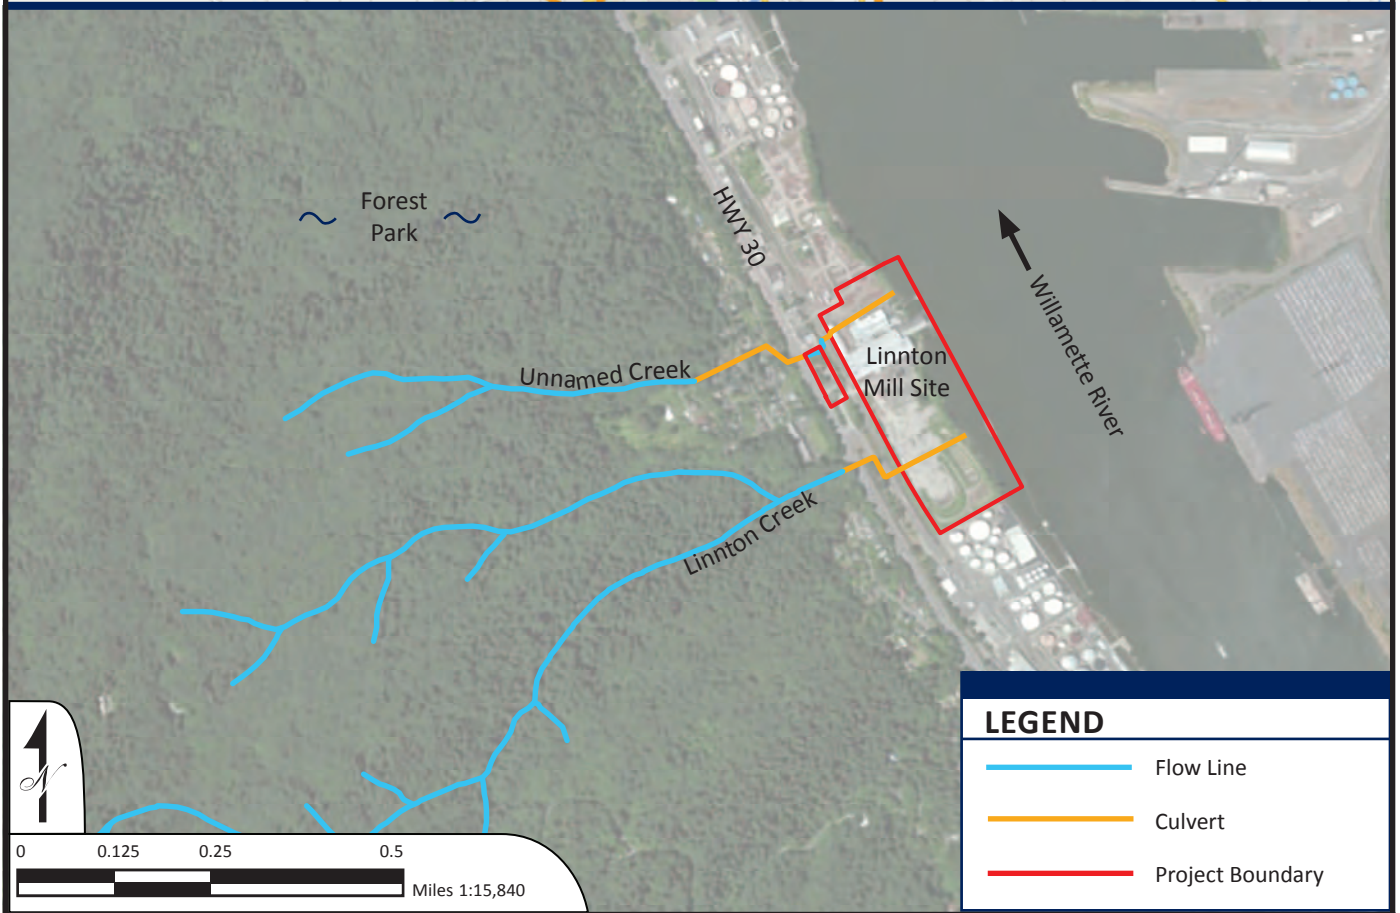 Forest
Park
HWY 30
Willamette River
Linnton
Mill Site
Unnamed Creek
Linnton Creek
N
0 0.125 0.25 0.5
Miles 1:15,840
LEGEND
Flow Line
Culvert
Project Boundary